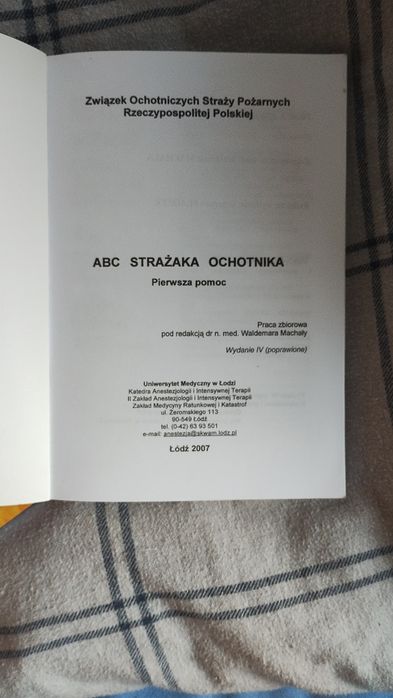 Związek Ochotniczych Straży Pożarnych
Rzeczypospolitej Polskiej
ABC STRAŻAKA OCHOTNIKA
Pierwsza pomoc
Praca zbiorowa
pod redakcją dr n. med. Waldemara Machały
Wydanie IV (poprawione)
Uniwersytet Medyczny w Łodzi
Katedra Anestezjologii i Intensywnej Terapii
II Zakład Anestezjologii i Intensywnej Terapii
Zakład Medycyny Ratunkowej i Katastrof
ul. Żeromskiego 113
90-549 Łódź
tel. (0-42) 63 93 501
e-mail: anestezja@skwam.lodz.pl
Łódź 2007